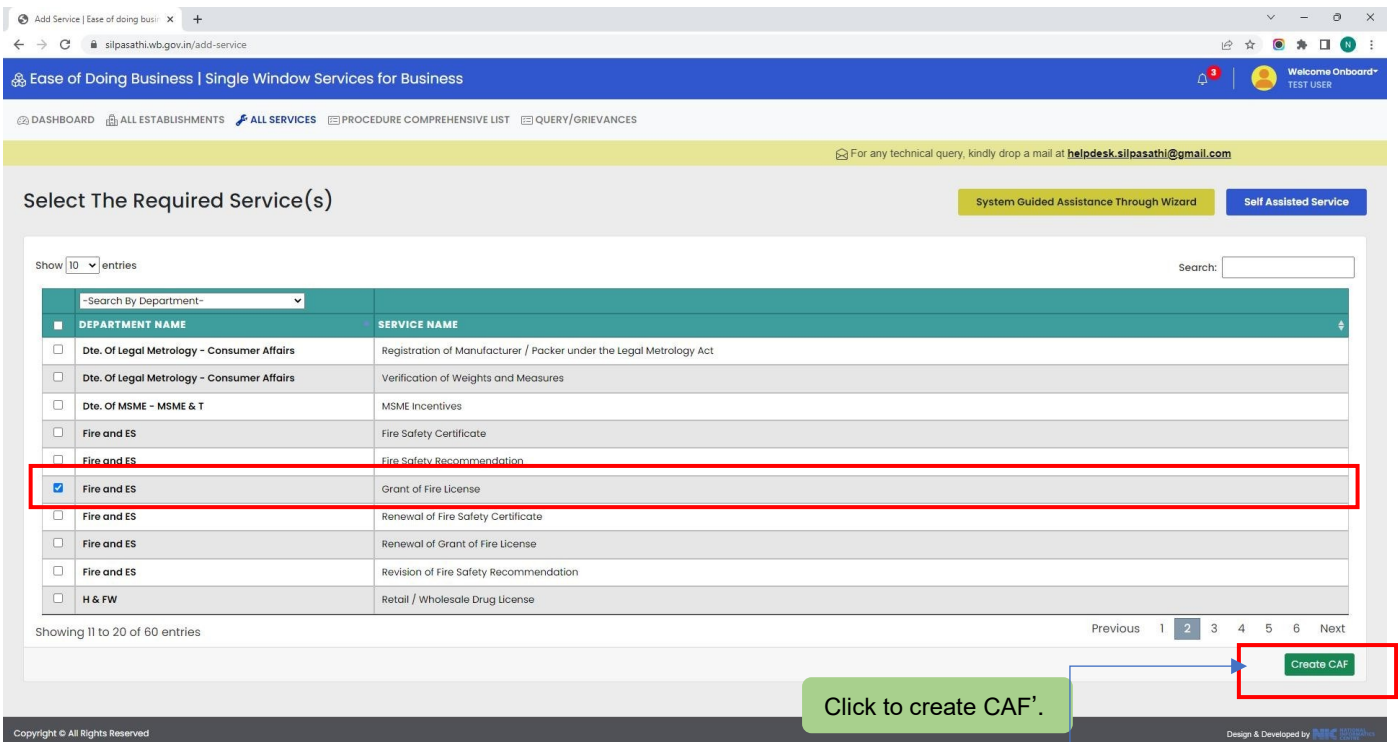 Add Service | Ease of doing busin
silpasathi.wb.gov.in/add-service
N
Ease of Doing Business | Single Window Services for Business
3
Welcome Onboard
TEST USER
DASHBOARD ALL ESTABLISHMENTS ALL SERVICES PROCEDURE COMPREHENSIVE LIST QUERY/GRIEVANCES
For any technical query, kindly drop a mail at helpdesk.silpasathi@gmail.com
Select The Required Service(s)
System Guided Assistance Through Wizard
Self Assisted Service
Show 10 entries
Search:
-Search By Department-
DEPARTMENT NAME SERVICE NAME
Dte. Of Legal Metrology - Consumer Affairs Registration of Manufacturer / Packer under the Legal Metrology Act
Dte. Of Legal Metrology - Consumer Affairs Verification of Weights and Measures
Dte. Of MSME - MSME & T MSME Incentives
Fire and ES Fire Safety Certificate
Fire and ES Fire Safety Recommendation
Fire and ES Grant of Fire License
Fire and ES Renewal of Fire Safety Certificate
Fire and ES Renewal of Grant of Fire License
Fire and ES Revision of Fire Safety Recommendation
H & FW Retail / Wholesale Drug License
Showing 11 to 20 of 60 entries
Previous 1 2 3 4 5 6 Next
Create CAF
Click to create CAF'.
Copyright © All Rights Reserved
Design & Developed by NIC